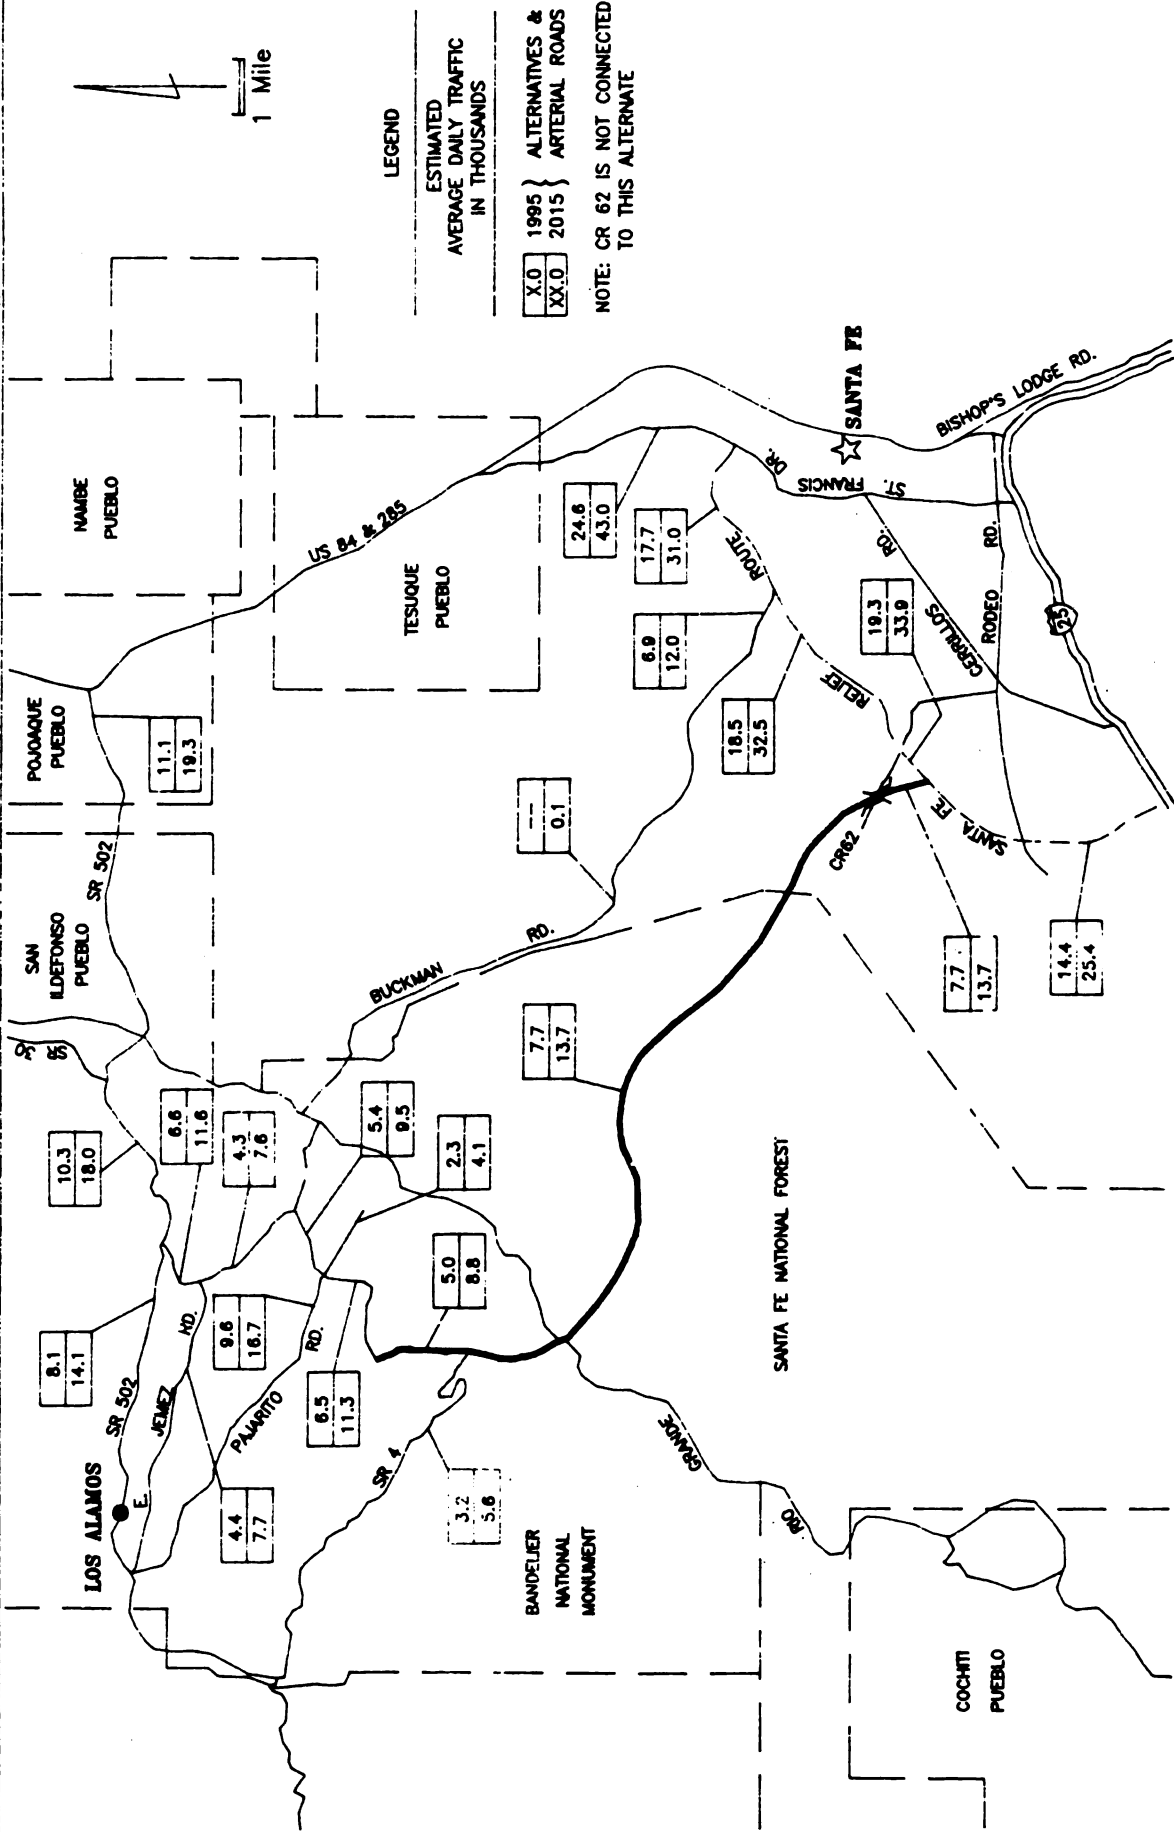 1 Mile
LEGEND
ESTIMATED
AVERAGE DAILY TRAFFIC
IN THOUSANDS
X.0 1995 } ALTERNATIVES &
XX.0 2015 } ARTERIAL ROADS
NOTE: CR 62 IS NOT CONNECTED
TO THIS ALTERNATE
NAMBE
PUEBLO
POJOAQUE
PUEBLO
SAN
ILDEFONSO
PUEBLO
TESUQUE
PUEBLO
US 84 & 285
SR 502
11.1
19.3
24.6
43.0
17.7
31.0
6.9
12.0
18.5
32.5
19.3
33.9
—
0.1
SANTA FE
BISHOP'S LODGE RD.
ST. FRANCIS DR.
CERRILLOS RD.
RODEO RD.
25
SANTA FE RELIEF ROUTE
CR62
7.7
13.7
14.4
25.4
BUCKMAN RD.
7.7
13.7
SR
10.3
18.0
6.6
11.6
4.3
7.6
5.4
9.5
2.3
4.1
5.0
8.8
8.1
14.1
9.6
16.7
6.5
11.3
4.4
7.7
3.2
5.6
LOS ALAMOS
SR 502
E. JEMEZ RD.
PAJARITO RD.
SR 4
SANTA FE NATIONAL FOREST
BANDELIER
NATIONAL
MONUMENT
RIO GRANDE
COCHITI
PUEBLO